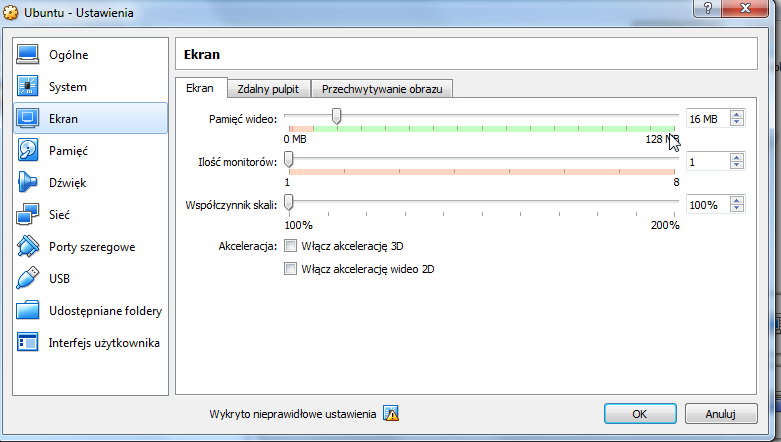 Ubuntu - Ustawienia
Ogólne
System
Ekran
Pamięć
Dźwięk
Sieć
Porty szeregowe
USB
Udostępniane foldery
Interfejs użytkownika
Ekran
Ekran Zdalny pulpit Przechwytywanie obrazu
Pamięć wideo: 16 MB
0 MB 128 MB
Ilość monitorów: 1
1 8
Współczynnik skali: 100%
100% 200%
Akceleracja: Włącz akcelerację 3D
Włącz akcelerację wideo 2D
Wykryto nieprawidłowe ustawienia OK Anuluj